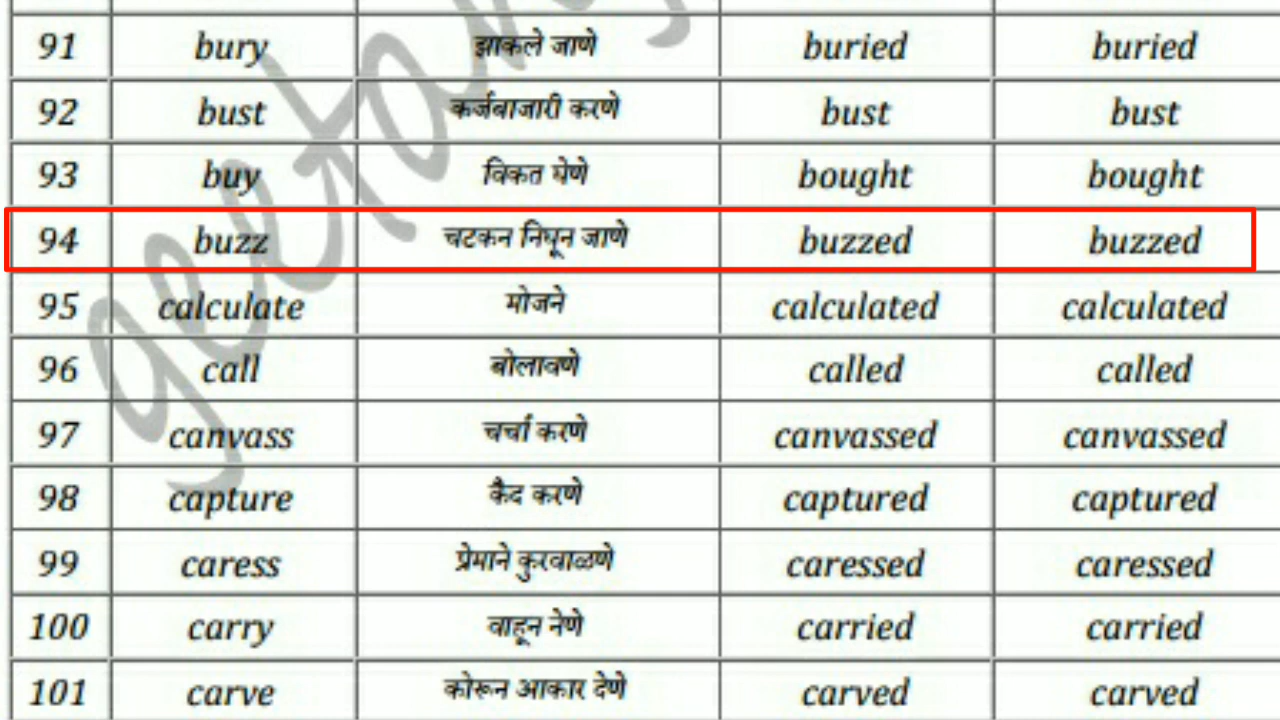 91 bury झाकले जाणे buried buried
92 bust कर्जबाजारी करणे bust bust
93 buy विकत घेणे bought bought
94 buzz चटकन निघून जाणे buzzed buzzed
95 calculate मोजने calculated calculated
96 call बोलावणे called called
97 canvass चर्चा करणे canvassed canvassed
98 capture कैद करणे captured captured
99 caress प्रेमाने कुरवाळणे caressed caressed
100 carry वाहून नेणे carried carried
101 carve कोरून आकार देणे carved carved